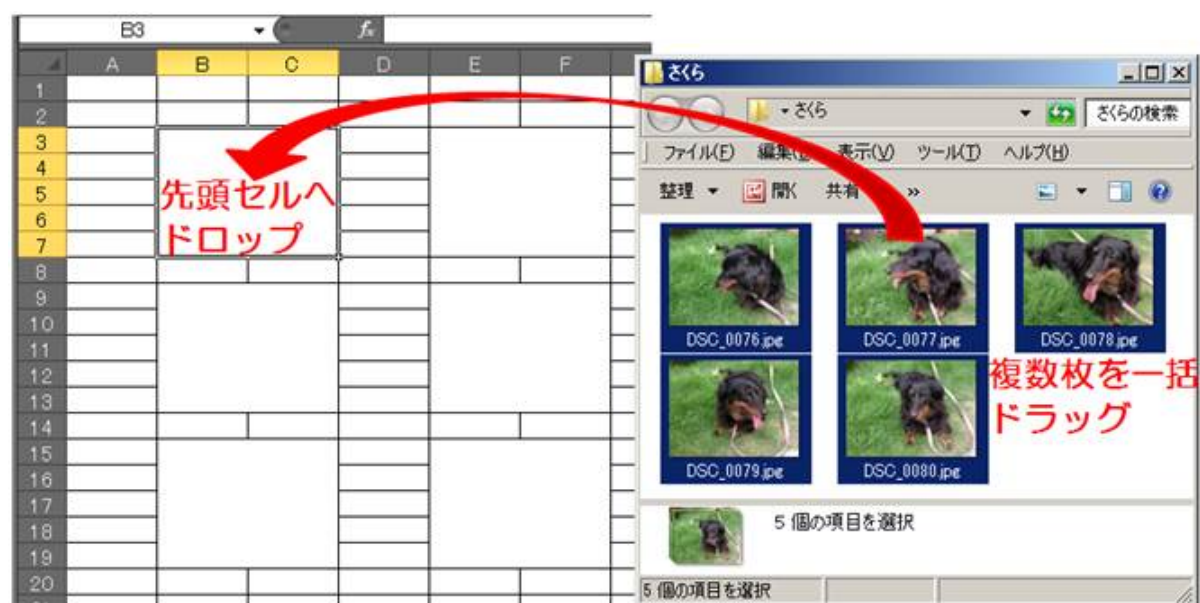 B3
fx
A B C D E F
1
2
3
4
5
6
7
8
9
10
11
12
13
14
15
16
17
18
19
20
先頭セルへ
ドロップ
さくら
さくら
さくらの検索
ファイル(F) 編集(E) 表示(V) ツール(T) ヘルプ(H)
整理 開く 共有 »
DSC_0076.jpg DSC_0077.jpg DSC_0078.jpg
複数枚を一括
ドラッグ
DSC_0079.jpg DSC_0080.jpg
5 個の項目を選択
5 個の項目を選択